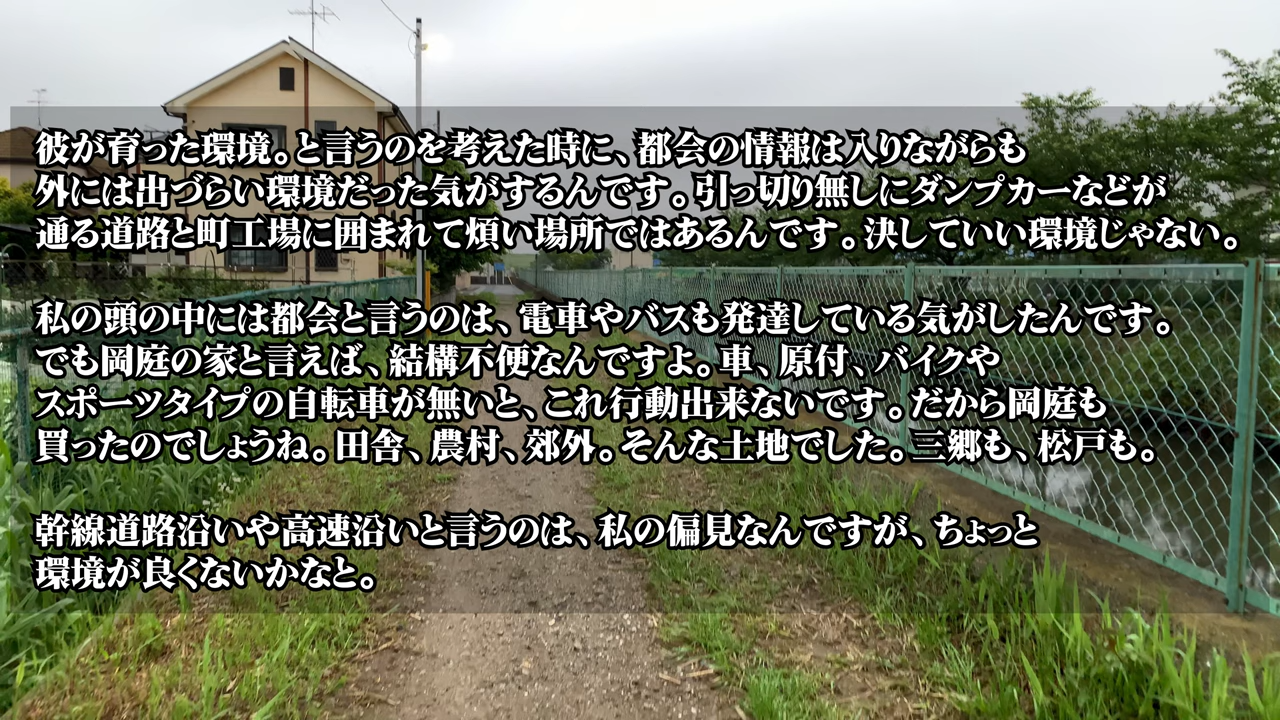 彼が育った環境。と言うのを考えた時に、都会の情報は入りながらも
外には出づらい環境だった気がするんです。引っ切り無しにダンプカーなどが
通る道路と町工場に囲まれて煩い場所ではあるんです。決していい環境じゃない。
私の頭の中には都会と言うのは、電車やバスも発達している気がしたんです。
でも岡庭の家と言えば、結構不便なんですよ。車、原付、バイクや
スポーツタイプの自転車が無いと、これ行動出来ないです。だから岡庭も
買ったのでしょうね。田舎、農村、郊外。そんな土地でした。三郷も、松戸も。
幹線道路沿いや高速沿いと言うのは、私の偏見なんですが、ちょっと
環境が良くないかなと。